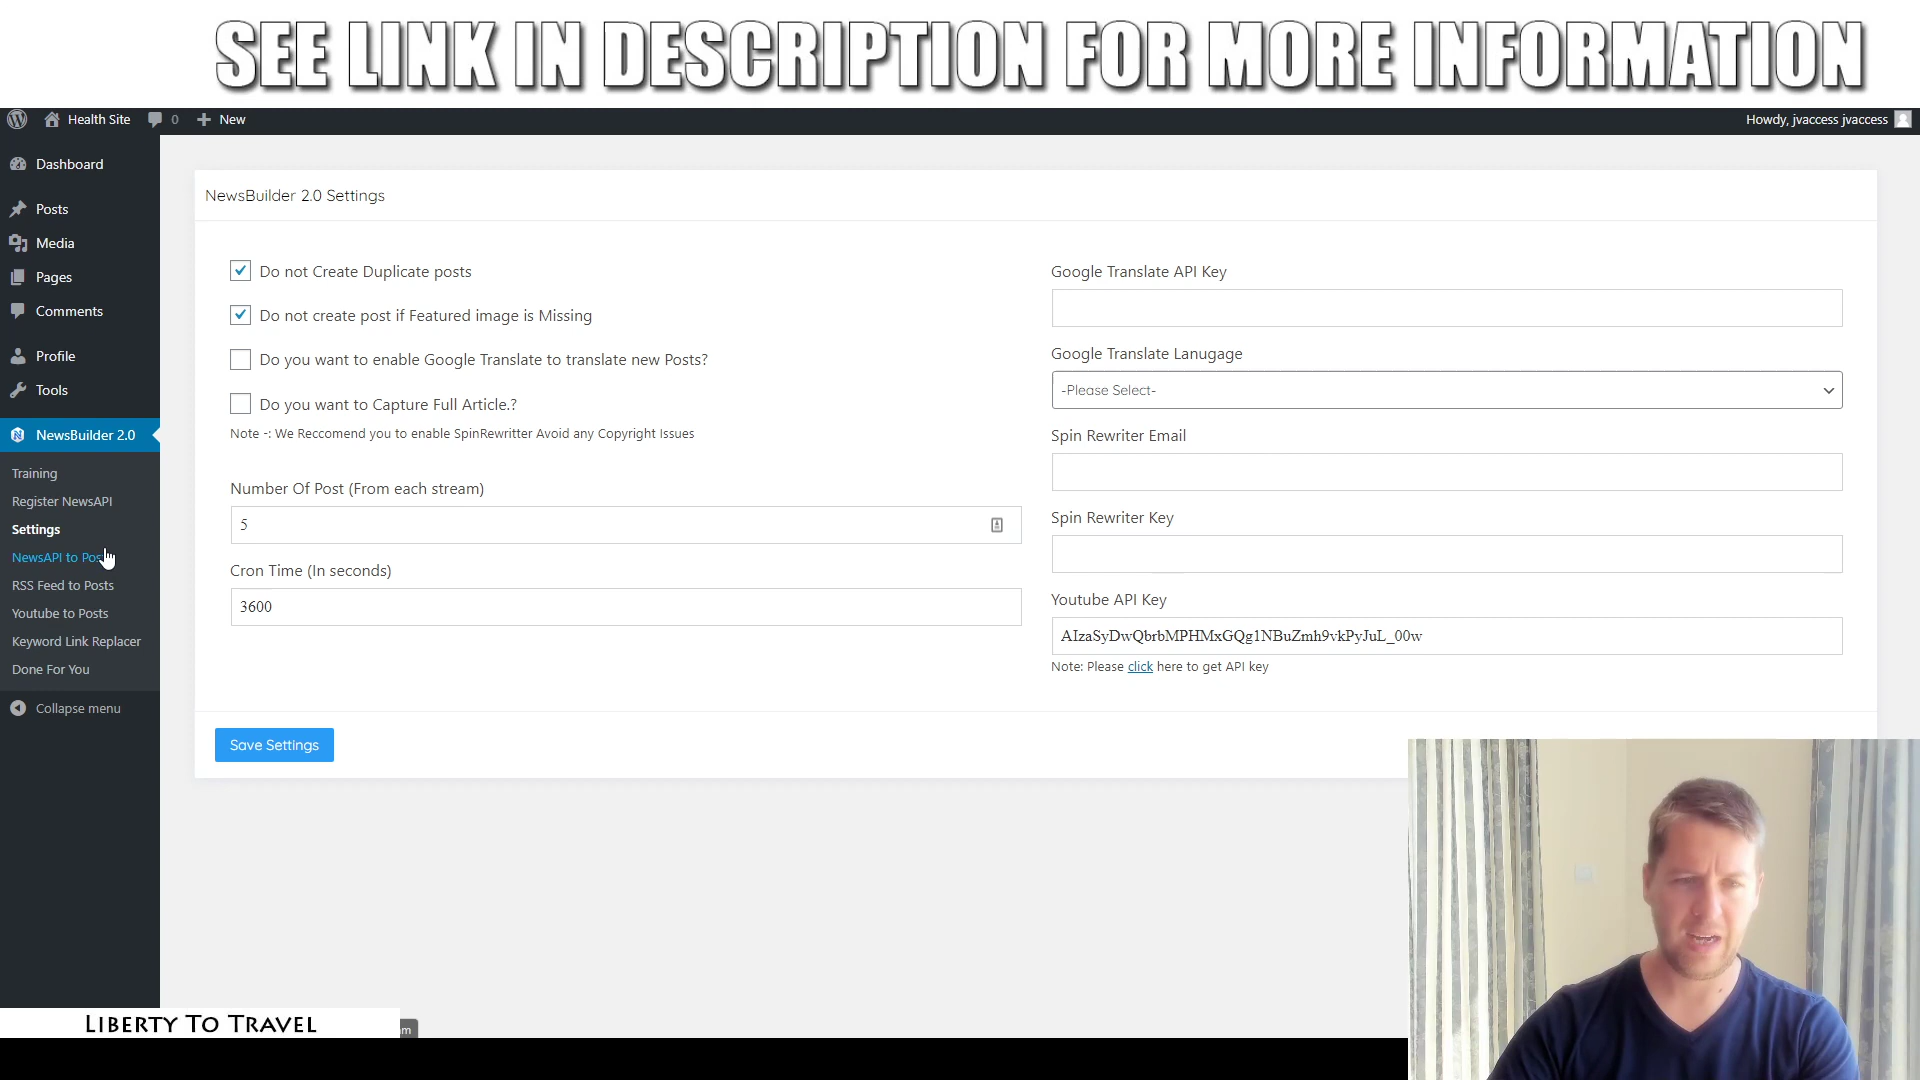 SEE LINK IN DESCRIPTION FOR MORE INFORMATION
Health Site 0 New Howdy, jvaccess jvaccess
Dashboard
Posts
Media
Pages
Comments
Profile
Tools
NewsBuilder 2.0
Training
Register NewsAPI
Settings
NewsAPI to
RSS Feed to Posts
Youtube to Posts
Keyword Link Replacer
Done For You
Collapse menu
NewsBuilder 2.0 Settings
Do not Create Duplicate posts
Do not create post if Featured image is Missing
Do you want to enable Google Translate to translate new Posts?
Do you want to Capture Full Article.?
Note -: We Reccomend you to enable SpinRewritter Avoid any Copyright Issues
Number Of Post (From each stream)
5
Cron Time (In seconds)
3600
Google Translate API Key
Google Translate Lanugage
-Please Select-
Spin Rewriter Email
Spin Rewriter Key
Youtube API Key
AIzaSyDwQbrbMPHMxGQg1NBuZmh9vkPyJuL_00w
Note: Please click here to get API key
Save Settings
LIBERTY TO TRAVEL